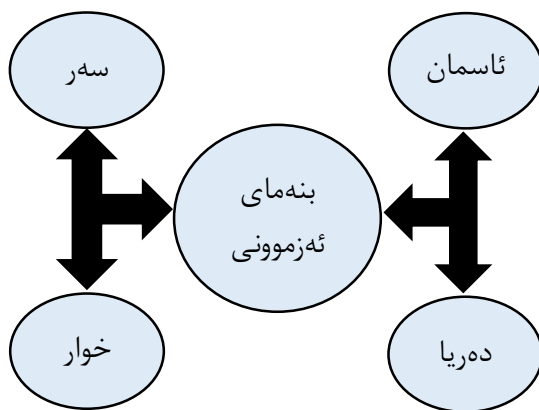 ئاسمان
سەر
بنەمای
ئەزموونی
دەریا
خوار